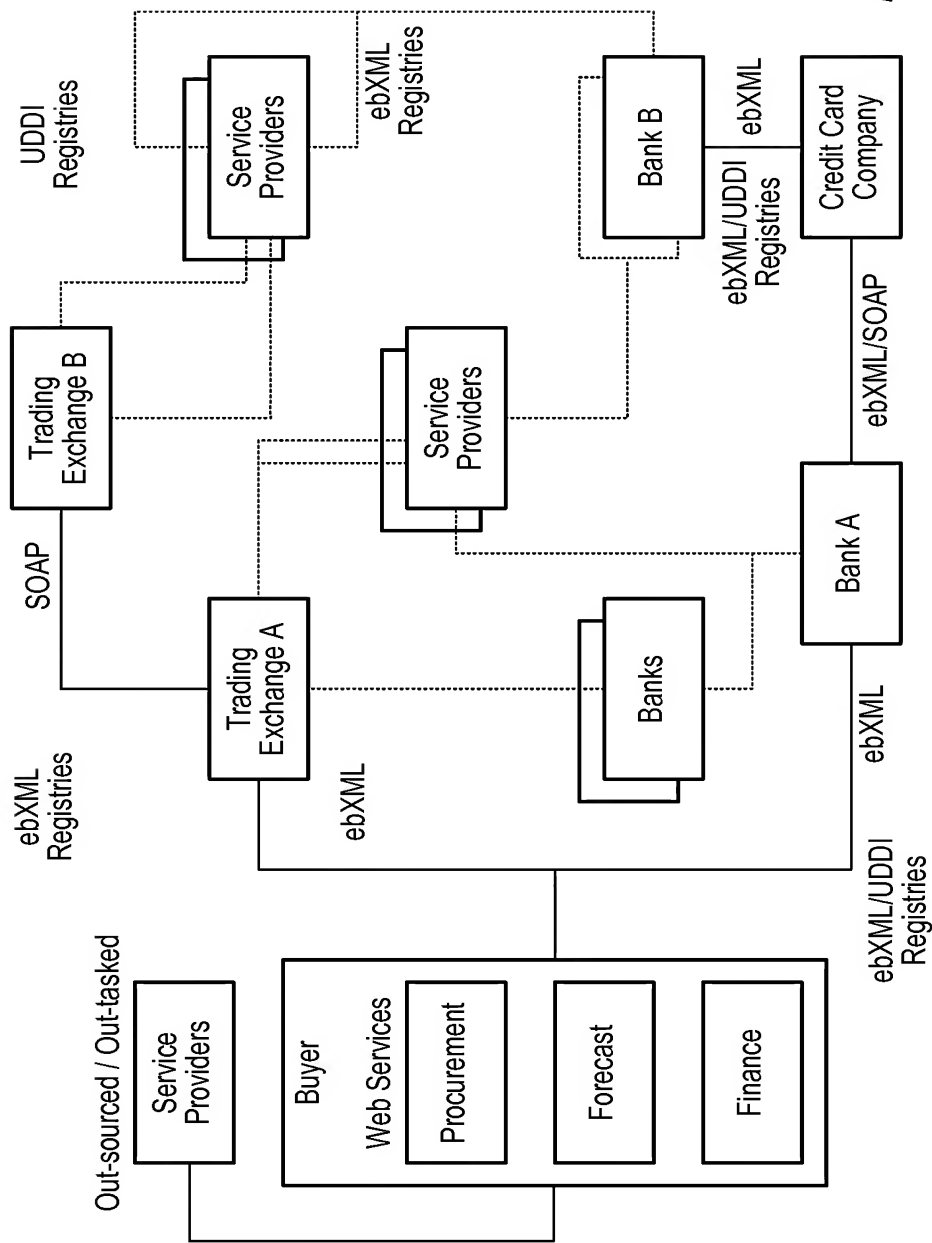 Out-sourced / Out-tasked
Service
Providers
Buyer
Web Services
Procurement
Forecast
Finance
ebXML
Registries
ebXML
ebXML/UDDI
Registries
ebXML
SOAP
Trading
Exchange A
Banks
Bank A
Trading
Exchange B
Service
Providers
ebXML/SOAP
UDDI
Registries
Service
Providers
ebXML
Registries
Bank B
ebXML/UDDI
Registries
ebXML
Credit Card
Company